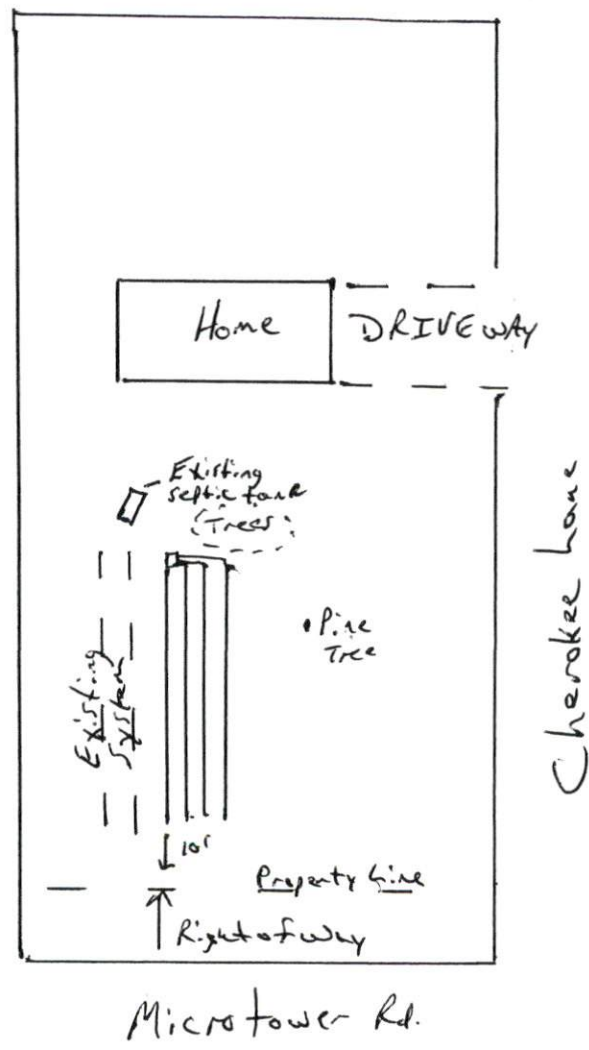 Home
DRIVEWAY
Existing
septic tank
(Trees)
Pine
Tree
Existing
System
10'
Property Line
Right of Way
Cherokee Lane
Microtower Rd.